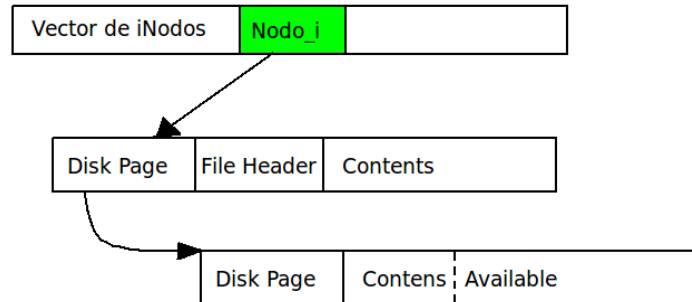 Vector de iNodos Nodo_i
Disk Page File Header Contents
Disk Page Contens Available